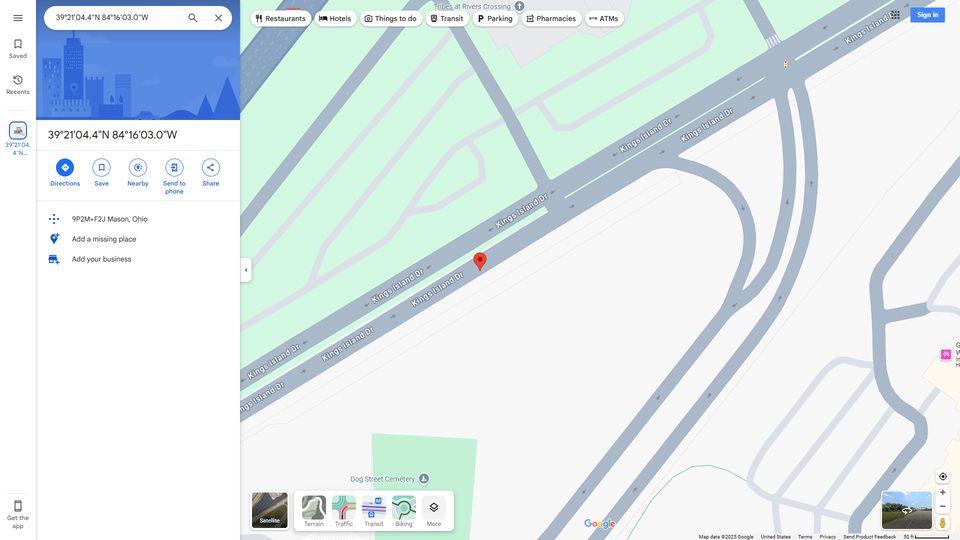 39°21'04.4"N 84°16'03.0"W
Saved
Recents
39°21'04.
4"N...
Get the
app
39°21'04.4"N 84°16'03.0"W
Directions
Save
Nearby
Send to
phone
Share
9P2M+F2J Mason, Ohio
Add a missing place
Add your business
Tribes at Rivers Crossing
Restaurants
Hotels
Things to do
Transit
Parking
Pharmacies
ATMs
Sign in
Kings Island Dr
Kings Island Dr
Kings Island Dr
Kings Island Dr
Kings Island Dr
Kings Island Dr
Kings Island Dr
Kings Island Dr
ngs Island Dr
Dog Street Cemetery
Satellite
Terrain
Traffic
Transit
Biking
More
Google
Map data ©2025 Google
United States
Terms
Privacy
Send Product Feedback
50 ft